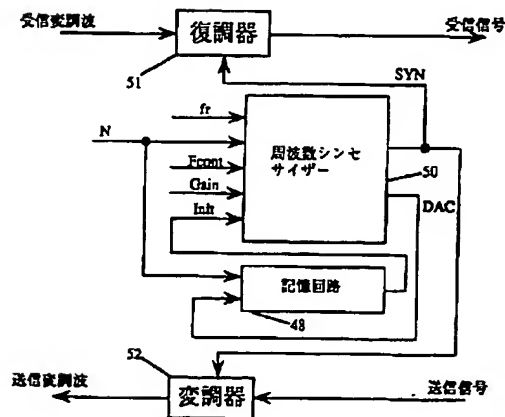 受信変調波
復調器
受信信号
51
SYN
fr
N
周波数シンセ
サイザー
Fcont
50
Gain
DAC
Init
記憶回路
48
52
送信変調波
変調器
送信信号